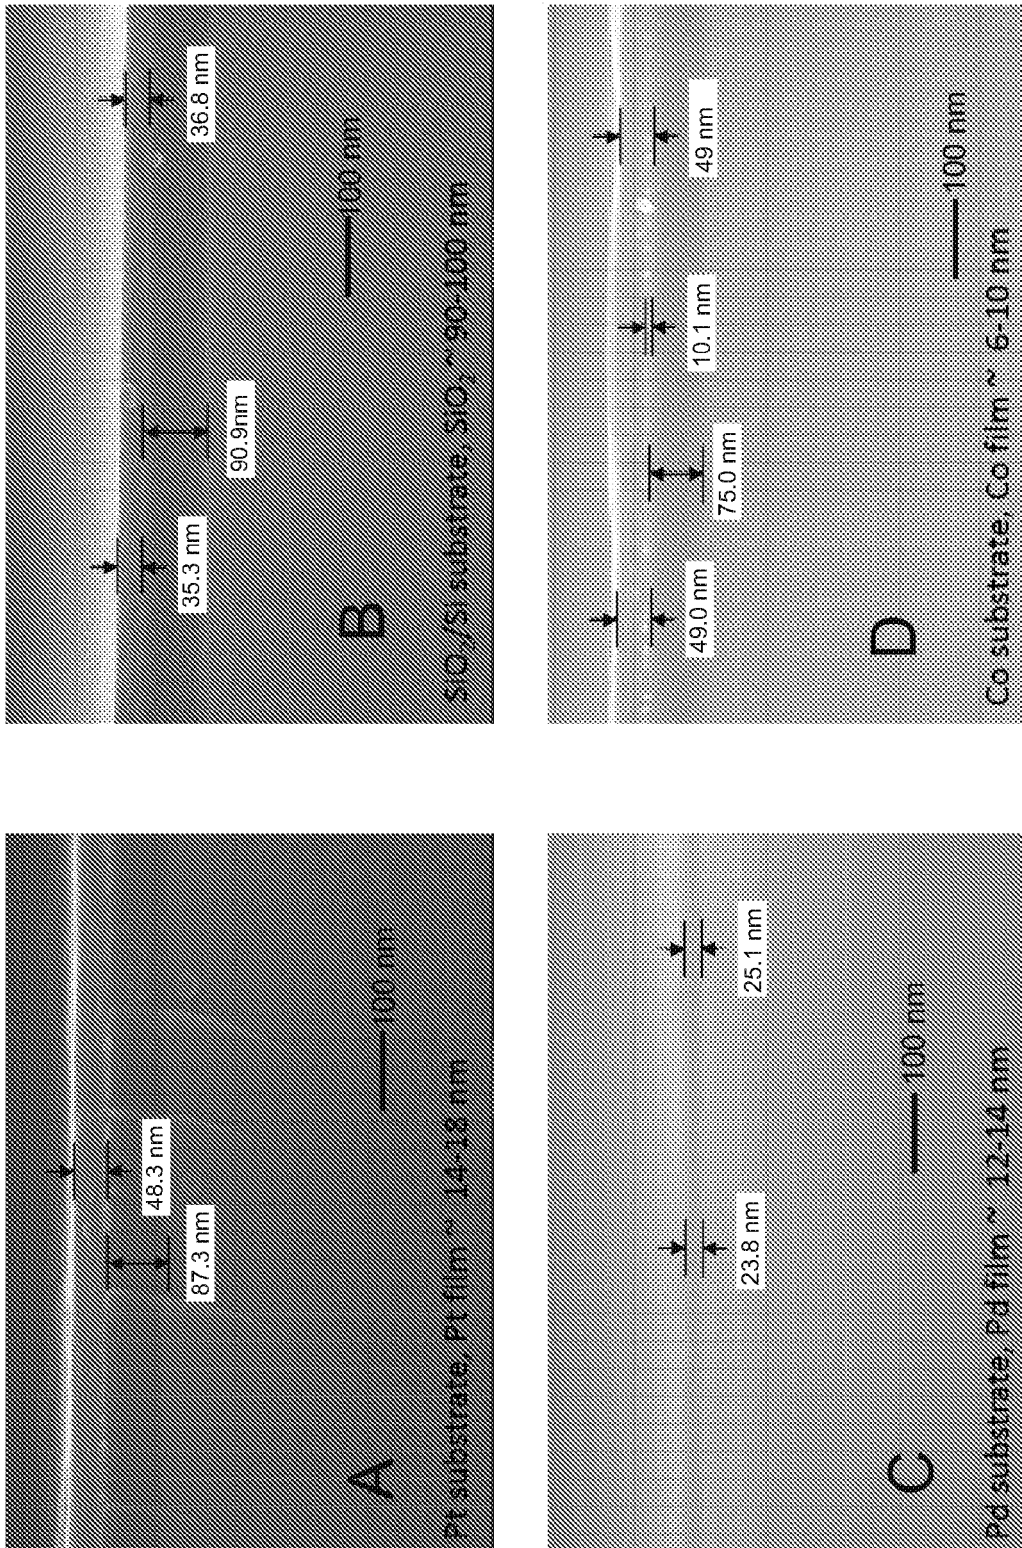 48.3 nm
87.3 nm
100 nm
A
Pt substrate, Pt film ~ 14-18 nm
36.8 nm
35.3 nm
90.9nm
100 nm
B
SiO₂/Si substrate, SiO₂ ~ 90-100 nm
25.1 nm
23.8 nm
100 nm
C
Pd substrate, Pd film ~ 12-14 nm
49 nm
10.1 nm
75.0 nm
49.0 nm
100 nm
D
Co substrate, Co film ~ 6-10 nm